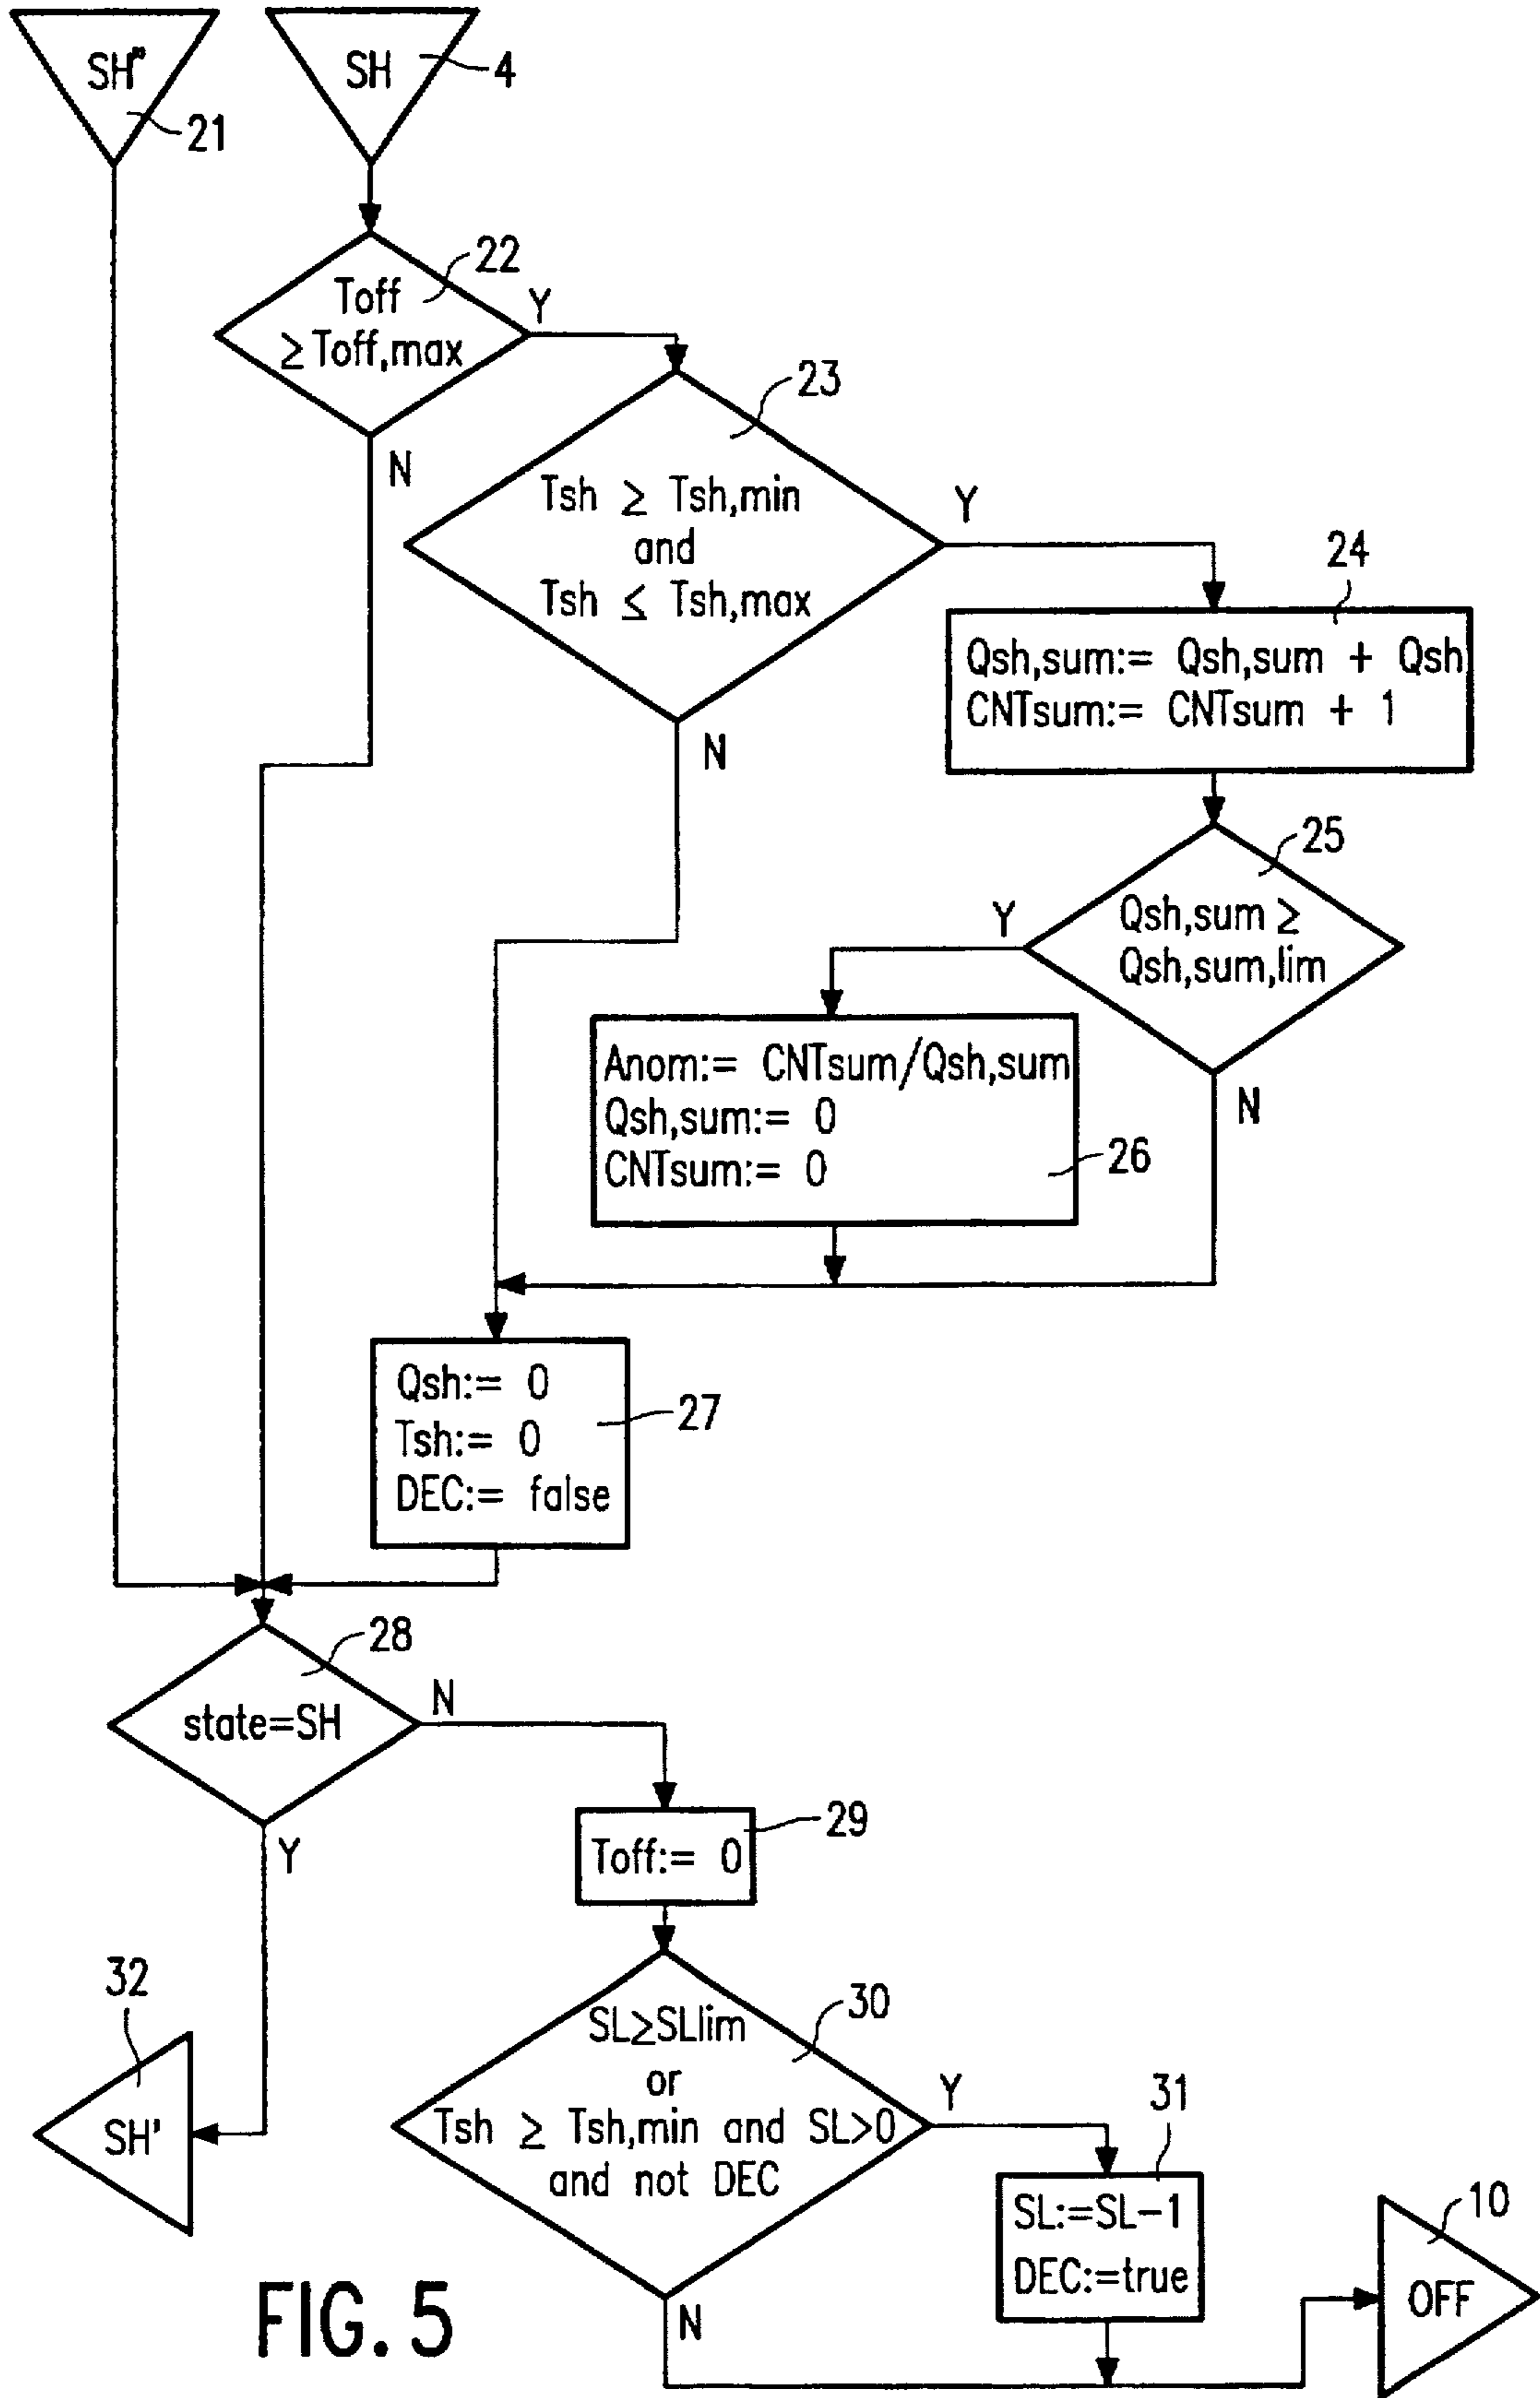 SH"
21
SH
4
22
Toff
≥ Toff,max
Y
N
23
Tsh ≥ Tsh,min
and
Tsh ≤ Tsh,max
Y
N
24
Qsh,sum:= Qsh,sum + Qsh
CNTsum:= CNTsum + 1
25
Qsh,sum ≥
Qsh,sum,lim
Y
N
Anom:= CNTsum/Qsh,sum
Qsh,sum:= 0
CNTsum:= 0
26
Qsh:= 0
Tsh:= 0
DEC:= false
27
28
state=SH
N
Y
29
Toff:= 0
32
SH'
30
SL≥SLlim
or
Tsh ≥ Tsh,min and SL>0
and not DEC
Y
N
31
SL:=SL-1
DEC:=true
10
OFF
FIG. 5